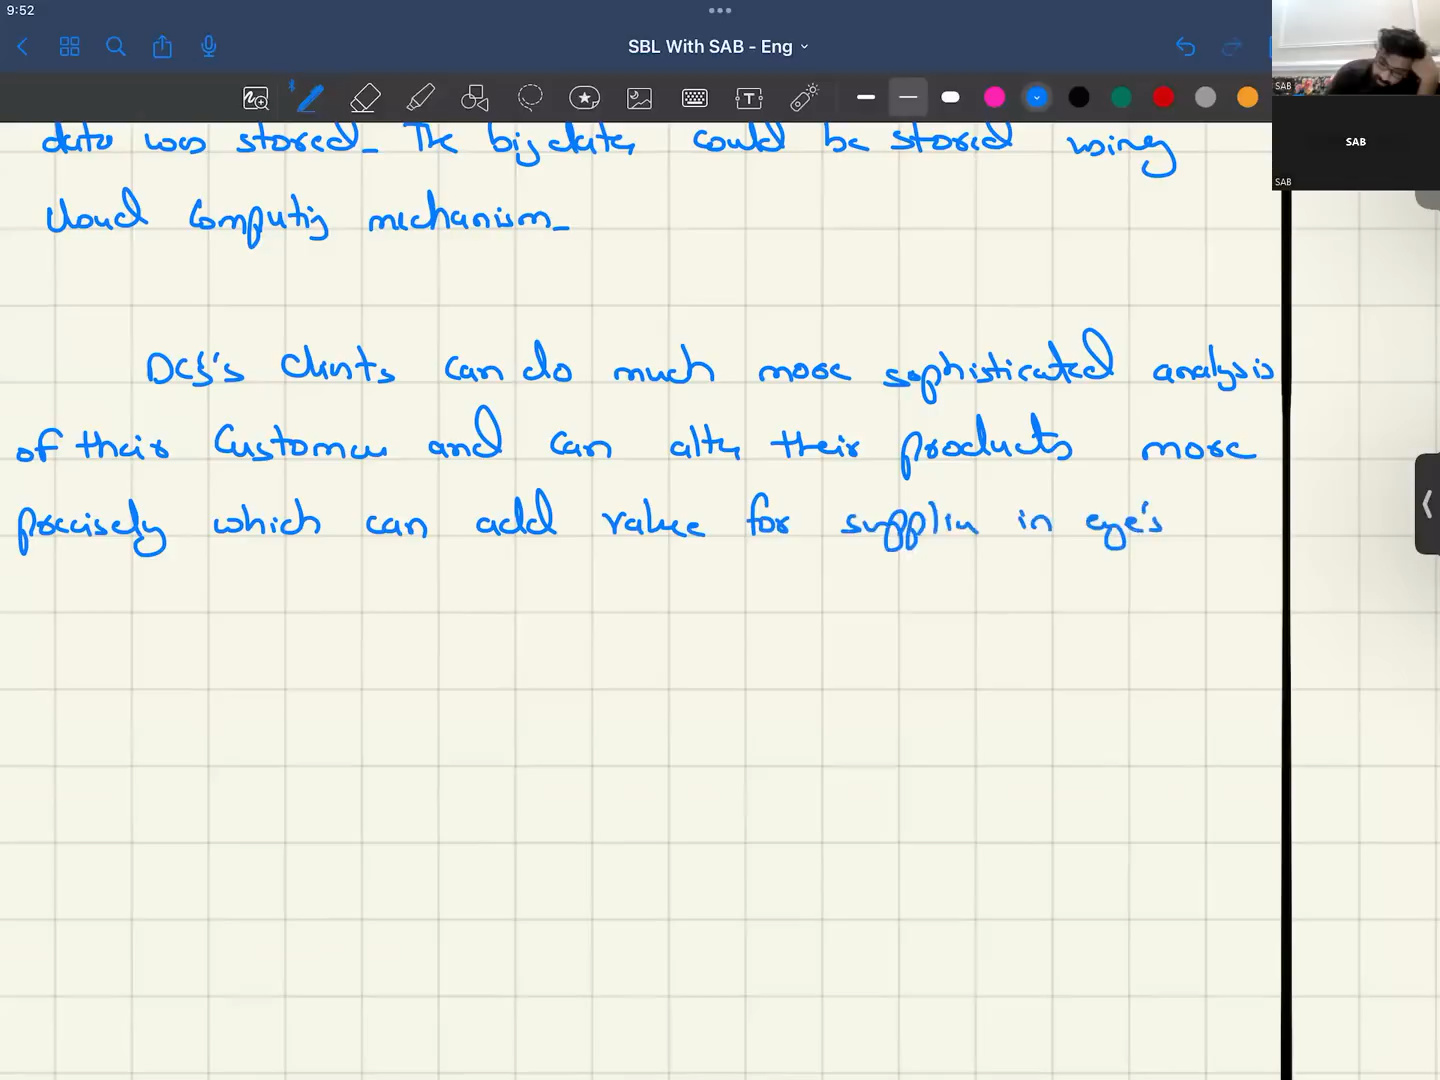 9:52
SBL With SAB - Eng
SAB
SAB
SAB
data was stored. The big data could be stored using
cloud computing mechanism.
DCS's clients can do much more sophisticated analysis
of their customer and can alter their products more
precisely which can add value for supplier in eye's